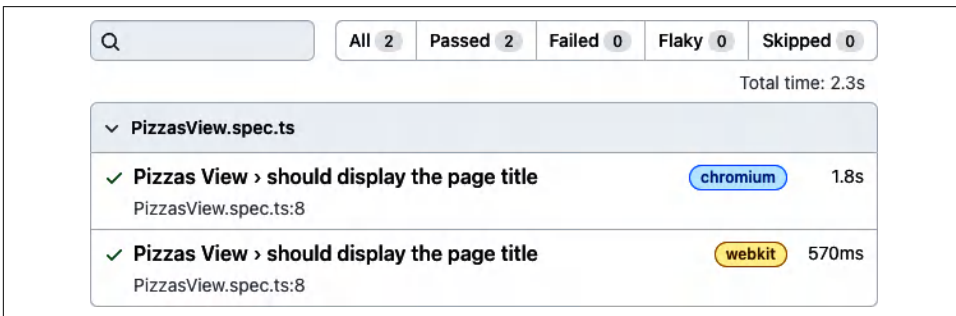 All 2 Passed 2 Failed 0 Flaky 0 Skipped 0
Total time: 2.3s
PizzasView.spec.ts
Pizzas View › should display the page title chromium 1.8s
PizzasView.spec.ts:8
Pizzas View › should display the page title webkit 570ms
PizzasView.spec.ts:8